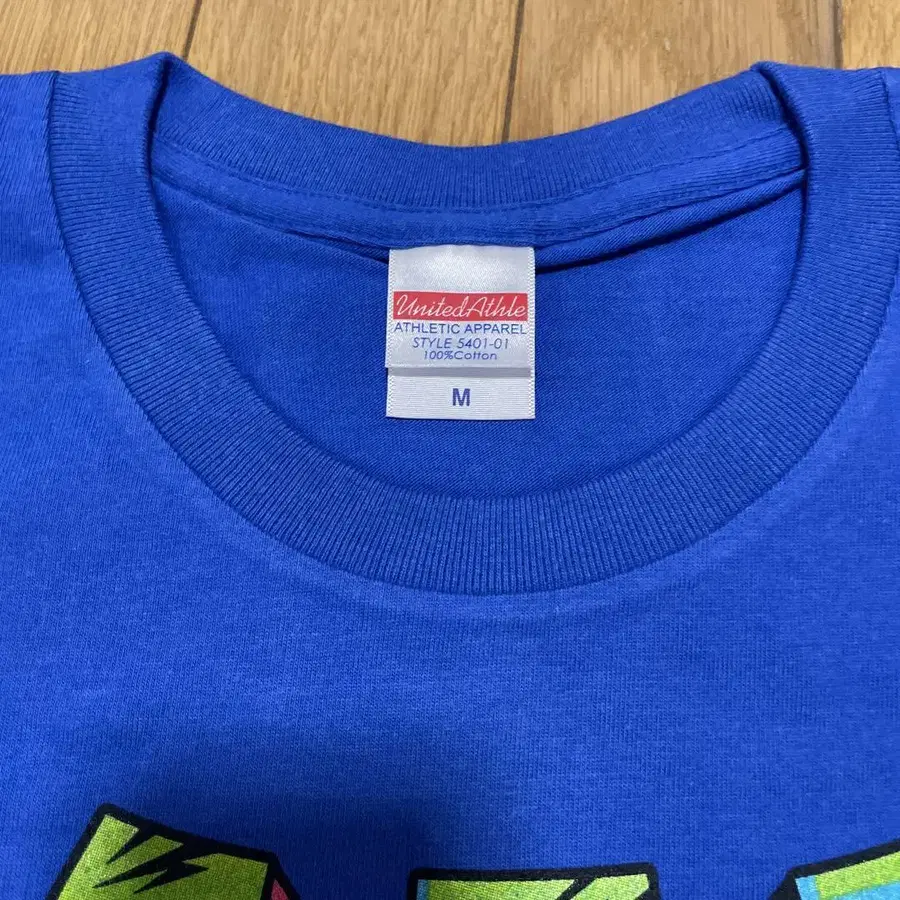 UnitedAthle
ATHLETIC APPAREL
STYLE 5401-01
100%Cotton
M